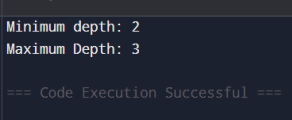 Minimum depth: 2
Maximum Depth: 3
=== Code Execution Successful ===